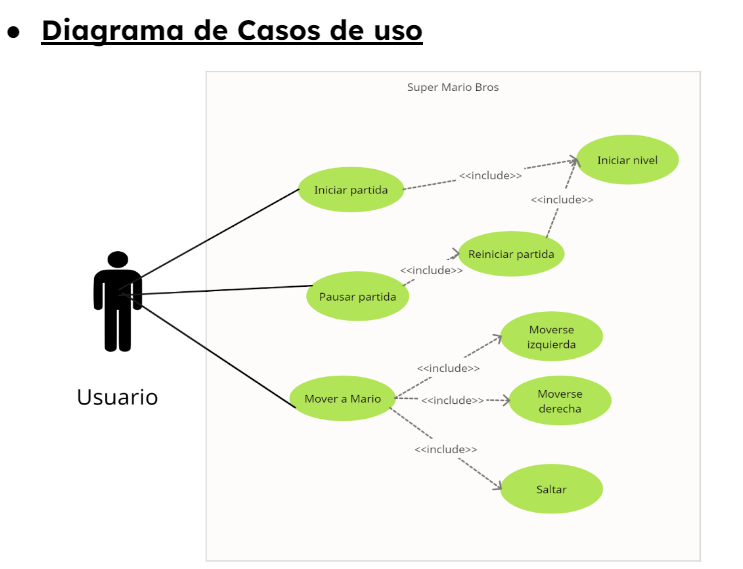 ● Diagrama de Casos de uso
Super Mario Bros
Iniciar nivel
<<include>>
Iniciar partida
<<include>>
Reiniciar partida
<<include>>
Pausar partida
Moverse
izquierda
<<include>>
Mover a Mario
<<include>>
Moverse
derecha
Usuario
<<include>>
Saltar